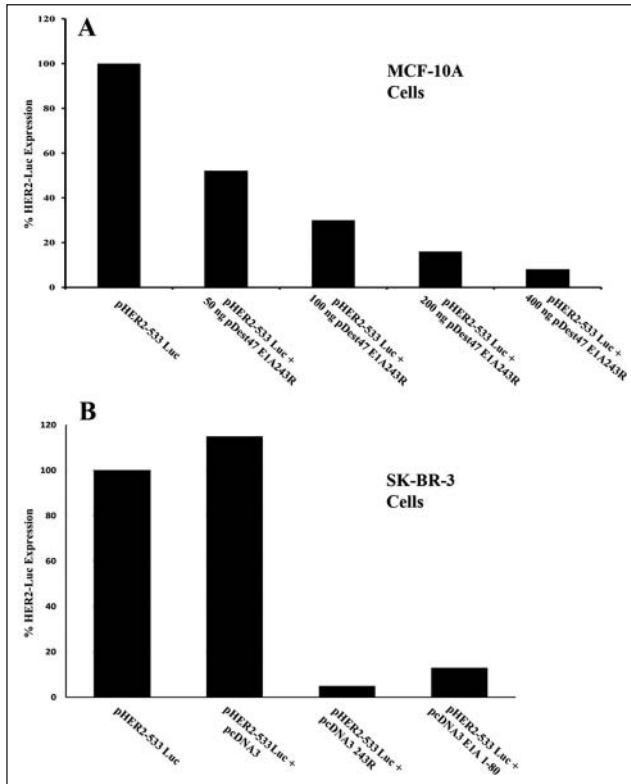 A
MCF-10A
Cells
% HER2-Luc Expression
120
100
80
60
40
20
0
pHER2-533 Luc
pHER2-533 Luc +
50 ng pDest47 E1A243R
pHER2-533 Luc +
100 ng pDest47 E1A243R
pHER2-533 Luc +
200 ng pDest47 E1A243R
pHER2-533 Luc +
400 ng pDest47 E1A243R
B
SK-BR-3
Cells
% HER2-Luc Expression
120
100
80
60
40
20
0
pHER2-533 Luc
pHER2-533Luc +
pcDNA3
pHER2-533 Luc +
pcDNA3 243R
pHER2-533 Luc +
pcDNA3 E1A 1-80